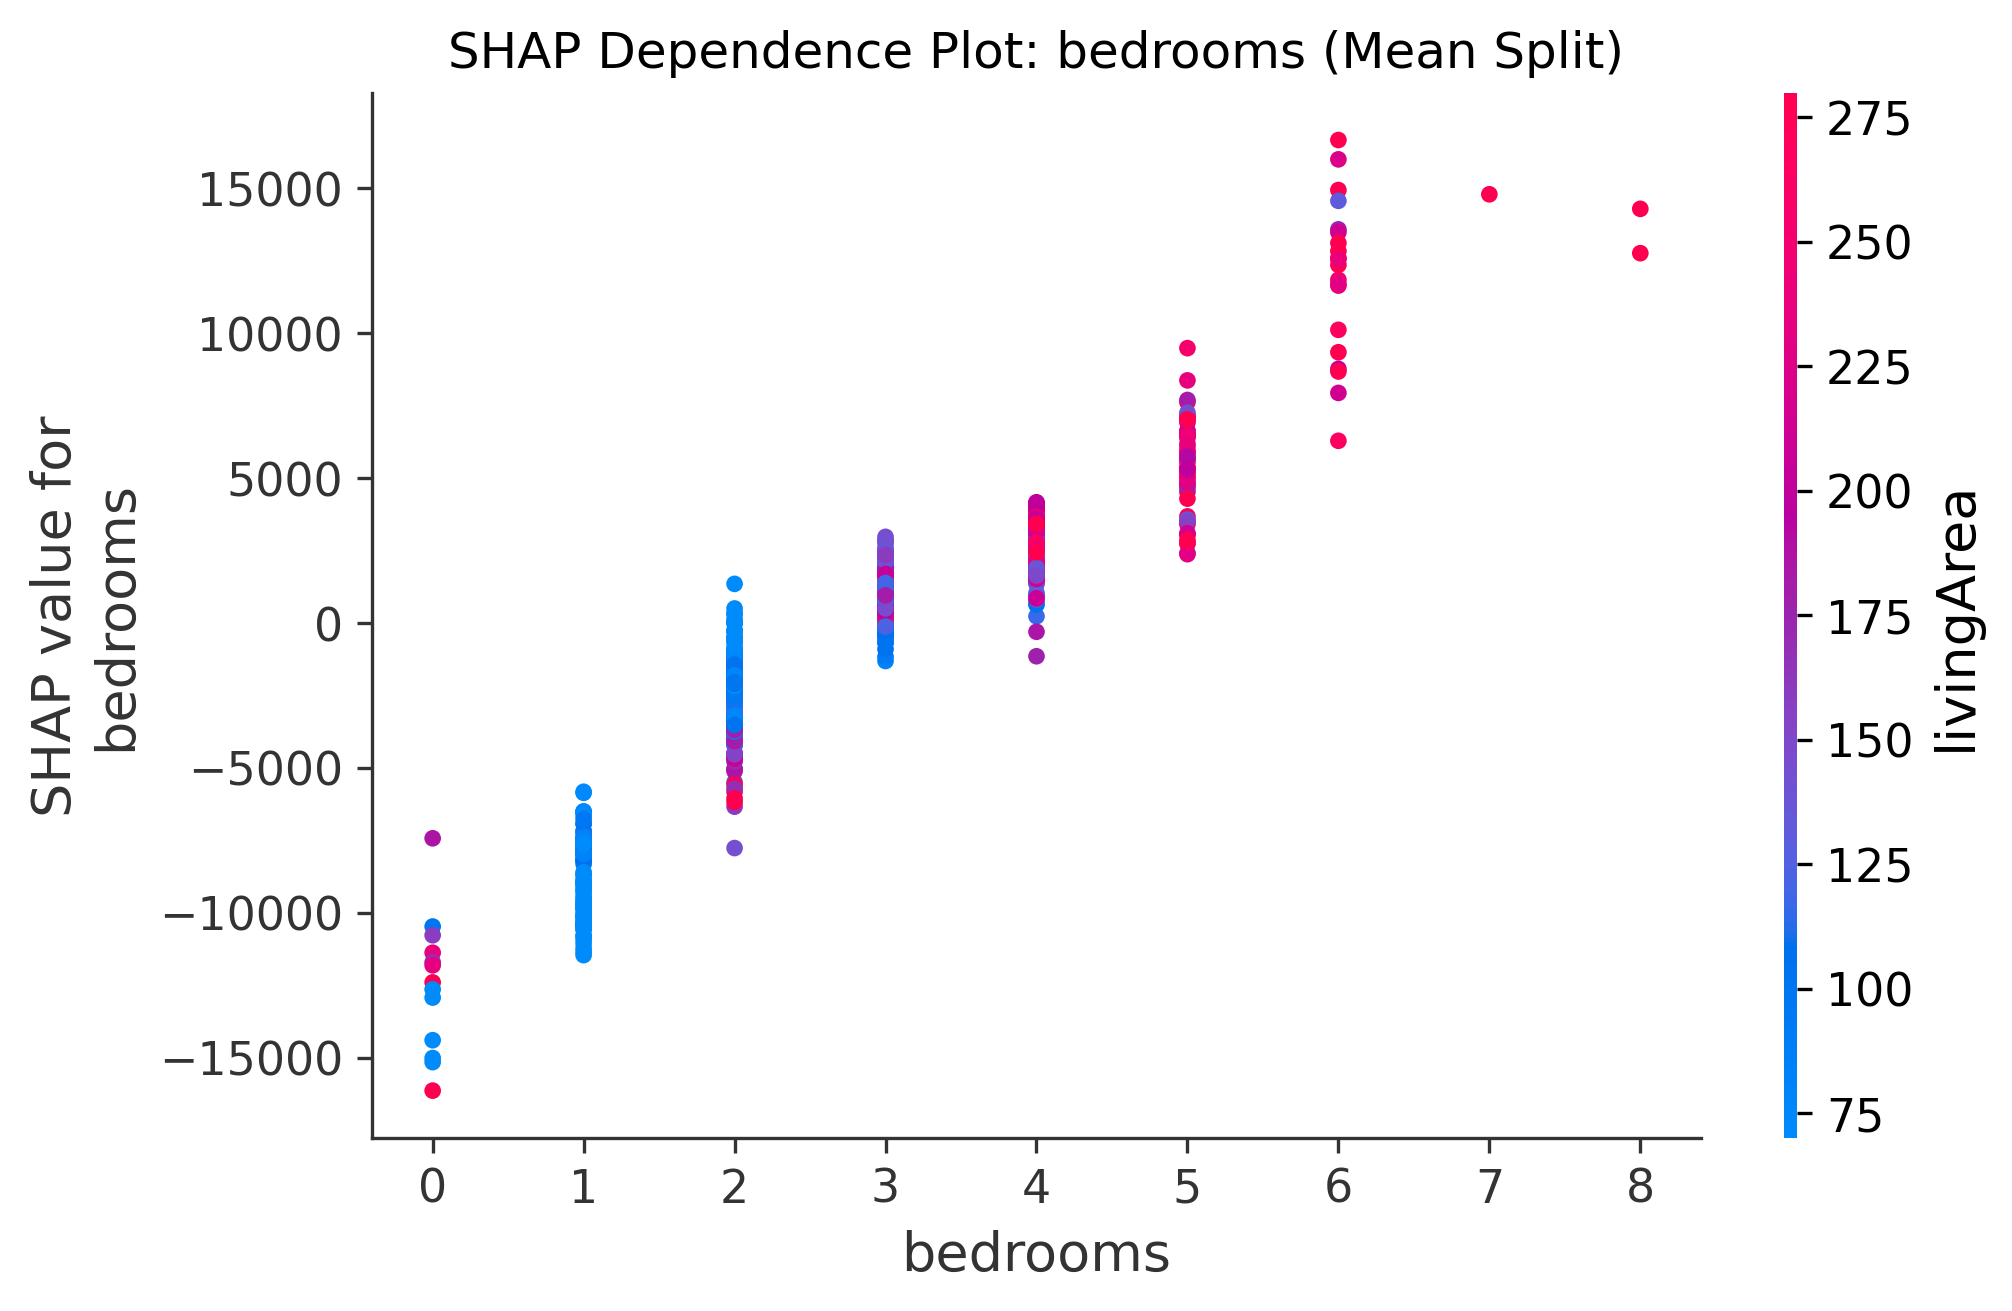 SHAP Dependence Plot: bedrooms (Mean Split)
SHAP value for
bedrooms
15000
10000
5000
0
−5000
−10000
−15000
0 1 2 3 4 5 6 7 8
bedrooms
275
250
225
200
175
150
125
100
75
livingArea